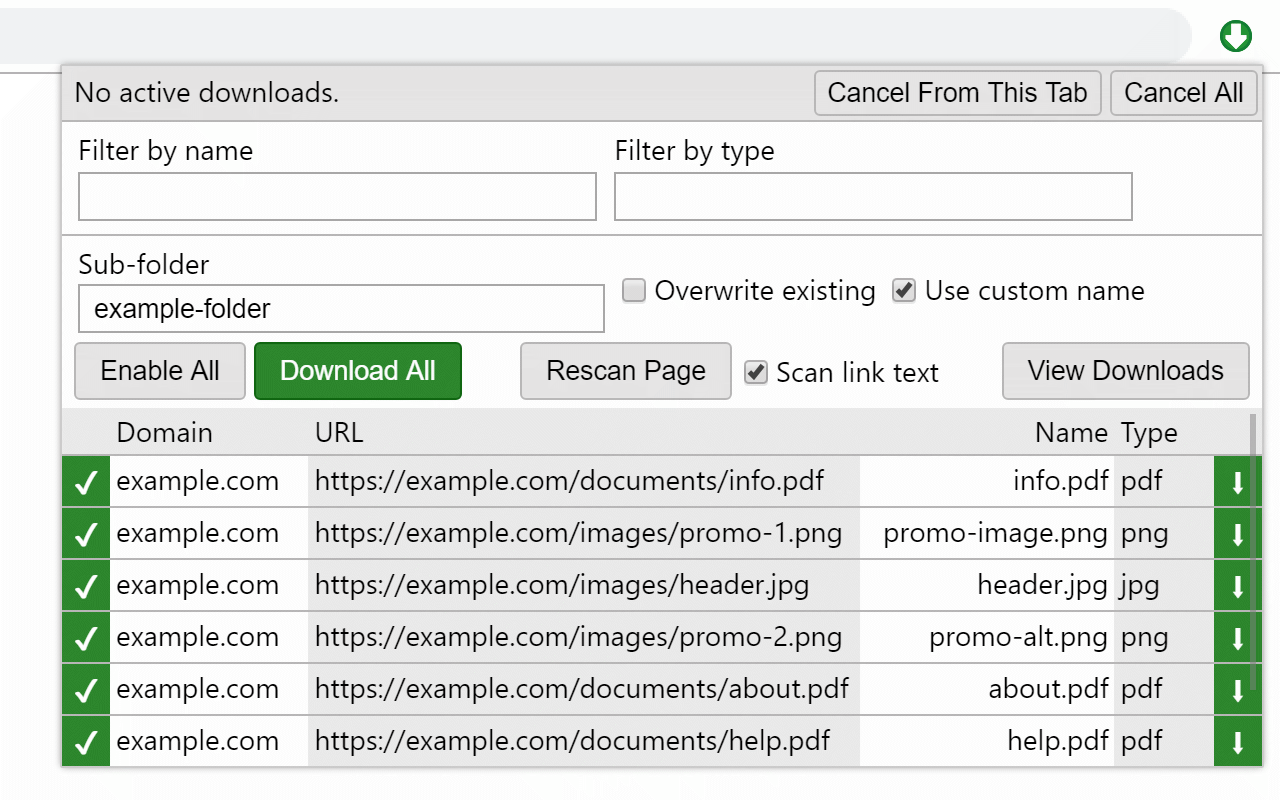 No active downloads. Cancel From This Tab Cancel All
Filter by name Filter by type
Sub-folder
example-folder Overwrite existing Use custom name
Enable All Download All Rescan Page Scan link text View Downloads
Domain URL Name Type
example.com https://example.com/documents/info.pdf info.pdf pdf
example.com https://example.com/images/promo-1.png promo-image.png png
example.com https://example.com/images/header.jpg header.jpg jpg
example.com https://example.com/images/promo-2.png promo-alt.png png
example.com https://example.com/documents/about.pdf about.pdf pdf
example.com https://example.com/documents/help.pdf help.pdf pdf